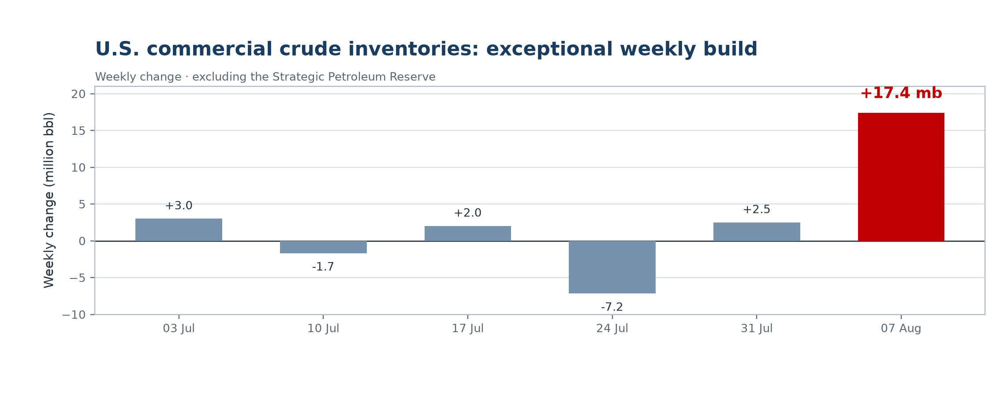 U.S. commercial crude inventories: exceptional weekly build
Weekly change · excluding the Strategic Petroleum Reserve
Weekly change (million bbl)
20
15
10
5
0
−5
−10
+3.0
-1.7
+2.0
-7.2
+2.5
+17.4 mb
03 Jul
10 Jul
17 Jul
24 Jul
31 Jul
07 Aug